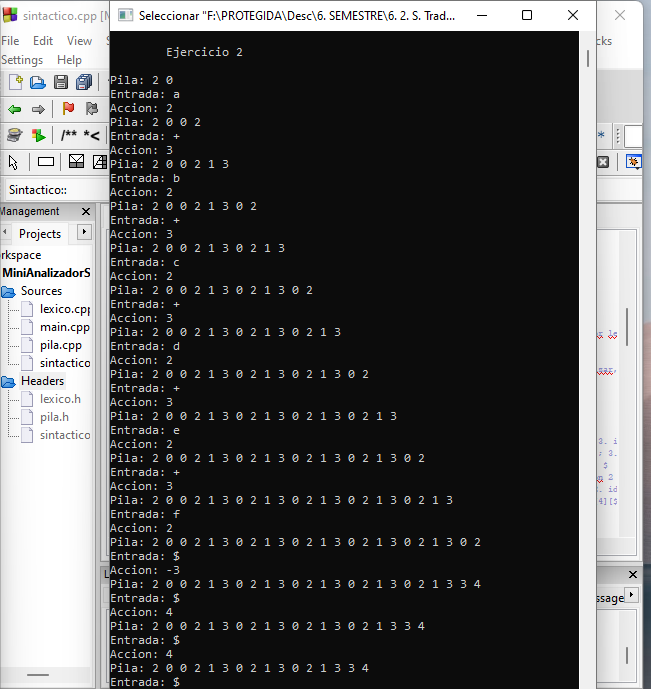 sintactico.cpp [M
Seleccionar "F:\PROTEGIDA\Desc\6. SEMESTRE\6. 2. S. Trad...
File Edit
Settings Help
Sintactico::
Management
Projects
rkspace
MiniAnalizadorS
Sources
lexico.cpp
main.cpp
pila.cpp
sintactico
Headers
lexico.h
pila.h
sintactico
Ejercicio 2
Pila: 2 0
Entrada: a
Accion: 2
Pila: 2 0 0 2
Entrada: +
Accion: 3
Pila: 2 0 0 2 1 3
Entrada: b
Accion: 2
Pila: 2 0 0 2 1 3 0 2
Entrada: +
Accion: 3
Pila: 2 0 0 2 1 3 0 2 1 3
Entrada: c
Accion: 2
Pila: 2 0 0 2 1 3 0 2 1 3 0 2
Entrada: +
Accion: 3
Pila: 2 0 0 2 1 3 0 2 1 3 0 2 1 3
Entrada: d
Accion: 2
Pila: 2 0 0 2 1 3 0 2 1 3 0 2 1 3 0 2
Entrada: +
Accion: 3
Pila: 2 0 0 2 1 3 0 2 1 3 0 2 1 3 0 2 1 3
Entrada: e
Accion: 2
Pila: 2 0 0 2 1 3 0 2 1 3 0 2 1 3 0 2 1 3 0 2
Entrada: +
Accion: 3
Pila: 2 0 0 2 1 3 0 2 1 3 0 2 1 3 0 2 1 3 0 2 1 3
Entrada: f
Accion: 2
Pila: 2 0 0 2 1 3 0 2 1 3 0 2 1 3 0 2 1 3 0 2 1 3 0 2
Entrada: $
Accion: -3
Pila: 2 0 0 2 1 3 0 2 1 3 0 2 1 3 0 2 1 3 0 2 1 3 3 4
Entrada: $
Accion: 4
Pila: 2 0 0 2 1 3 0 2 1 3 0 2 1 3 0 2 1 3 3 4
Entrada: $
Accion: 4
Pila: 2 0 0 2 1 3 0 2 1 3 0 2 1 3 3 4
Entrada: $
cks
ssage